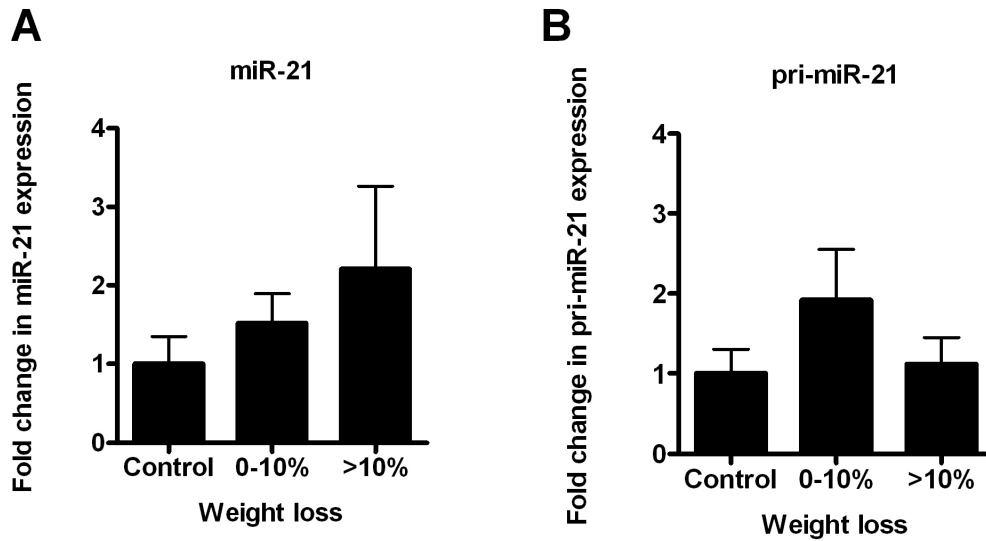 A
miR-21
Fold change in miR-21 expression
4
3
2
1
0
Control 0-10% >10%
Weight loss
B
pri-miR-21
Fold change in pri-miR-21 expression
4
3
2
1
0
Control 0-10% >10%
Weight loss